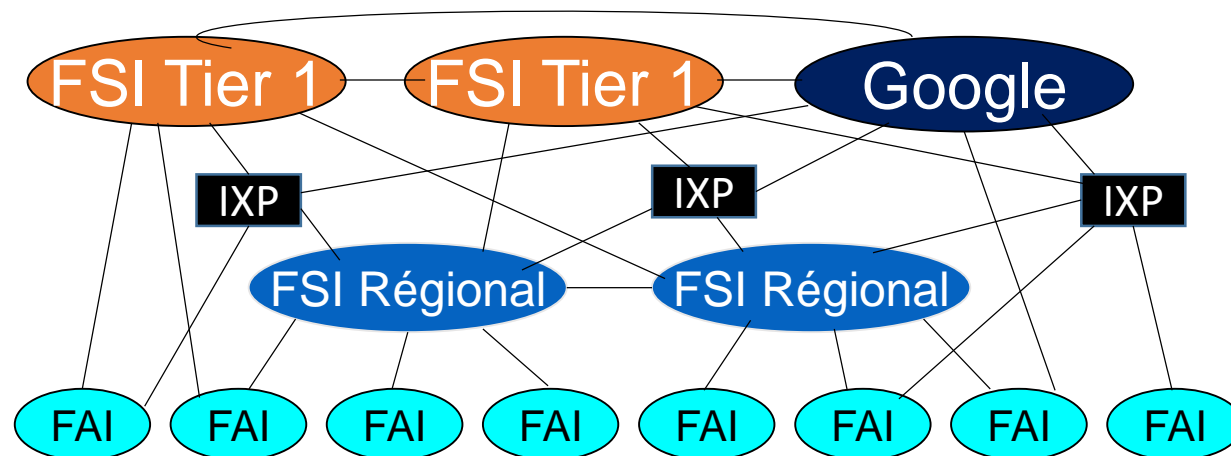 FSI Tier 1
FSI Tier 1
Google
IXP
IXP
IXP
FSI Régional
FSI Régional
FAI
FAI
FAI
FAI
FAI
FAI
FAI
FAI